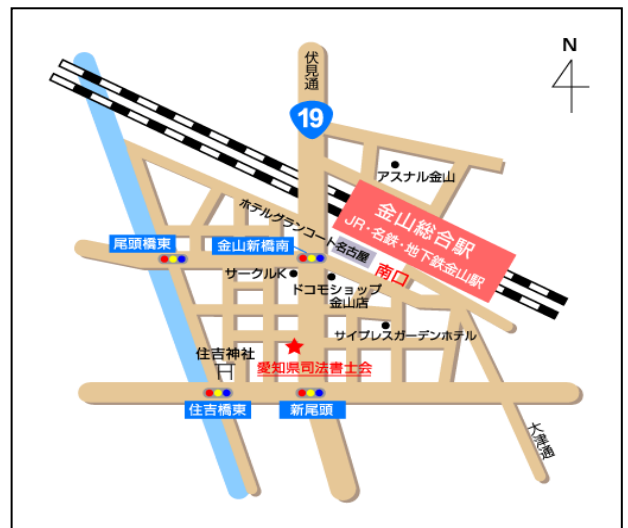 N
伏見通
19
アスナル金山
金山総合駅
JR・名鉄・地下鉄金山駅
ホテルグランコート名古屋
南口
尾頭橋東
金山新橋南
サークルK
ドコモショップ
金山店
サイプレスガーデンホテル
住吉神社
愛知県司法書士会
住吉橋東
新尾頭
大津通